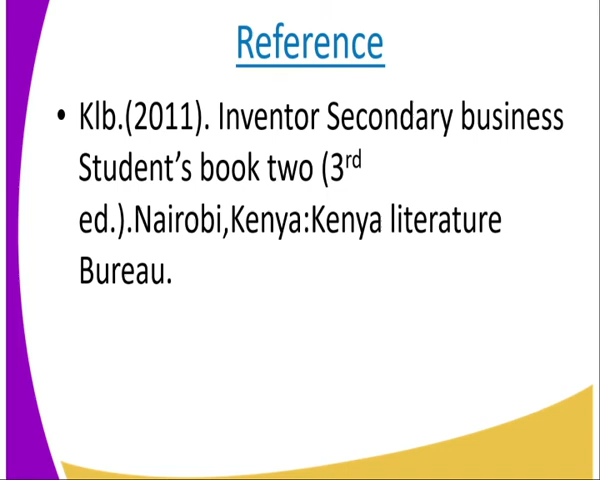 Reference
• Klb.(2011). Inventor Secondary business
Student's book two (3rd
ed.).Nairobi,Kenya:Kenya literature
Bureau.